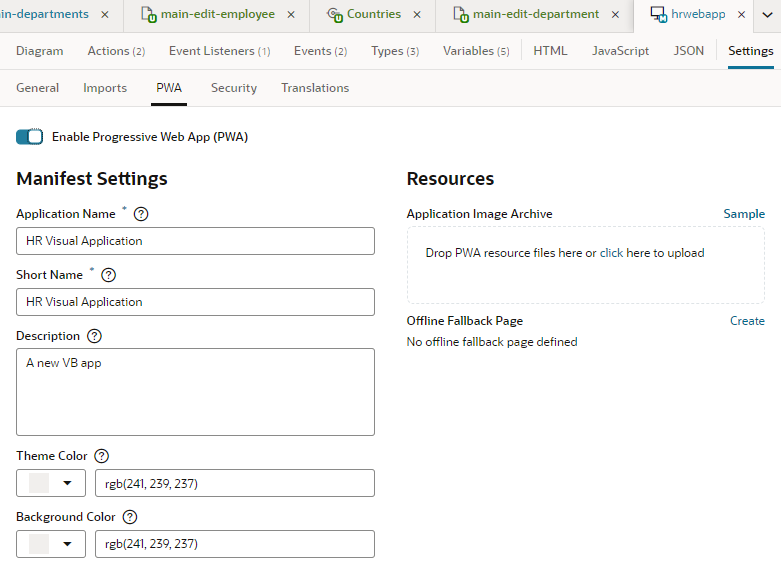 in-departments × main-edit-employee × Countries × main-edit-department × hrwebapp ×
Diagram Actions (2) Event Listeners (1) Events (2) Types (3) Variables (5) HTML JavaScript JSON Settings
General Imports PWA Security Translations
Enable Progressive Web App (PWA)
Manifest Settings
Application Name * ?
HR Visual Application
Short Name * ?
HR Visual Application
Description ?
A new VB app
Theme Color ?
rgb(241, 239, 237)
Background Color ?
rgb(241, 239, 237)
Resources
Application Image Archive Sample
Drop PWA resource files here or click here to upload
Offline Fallback Page Create
No offline fallback page defined